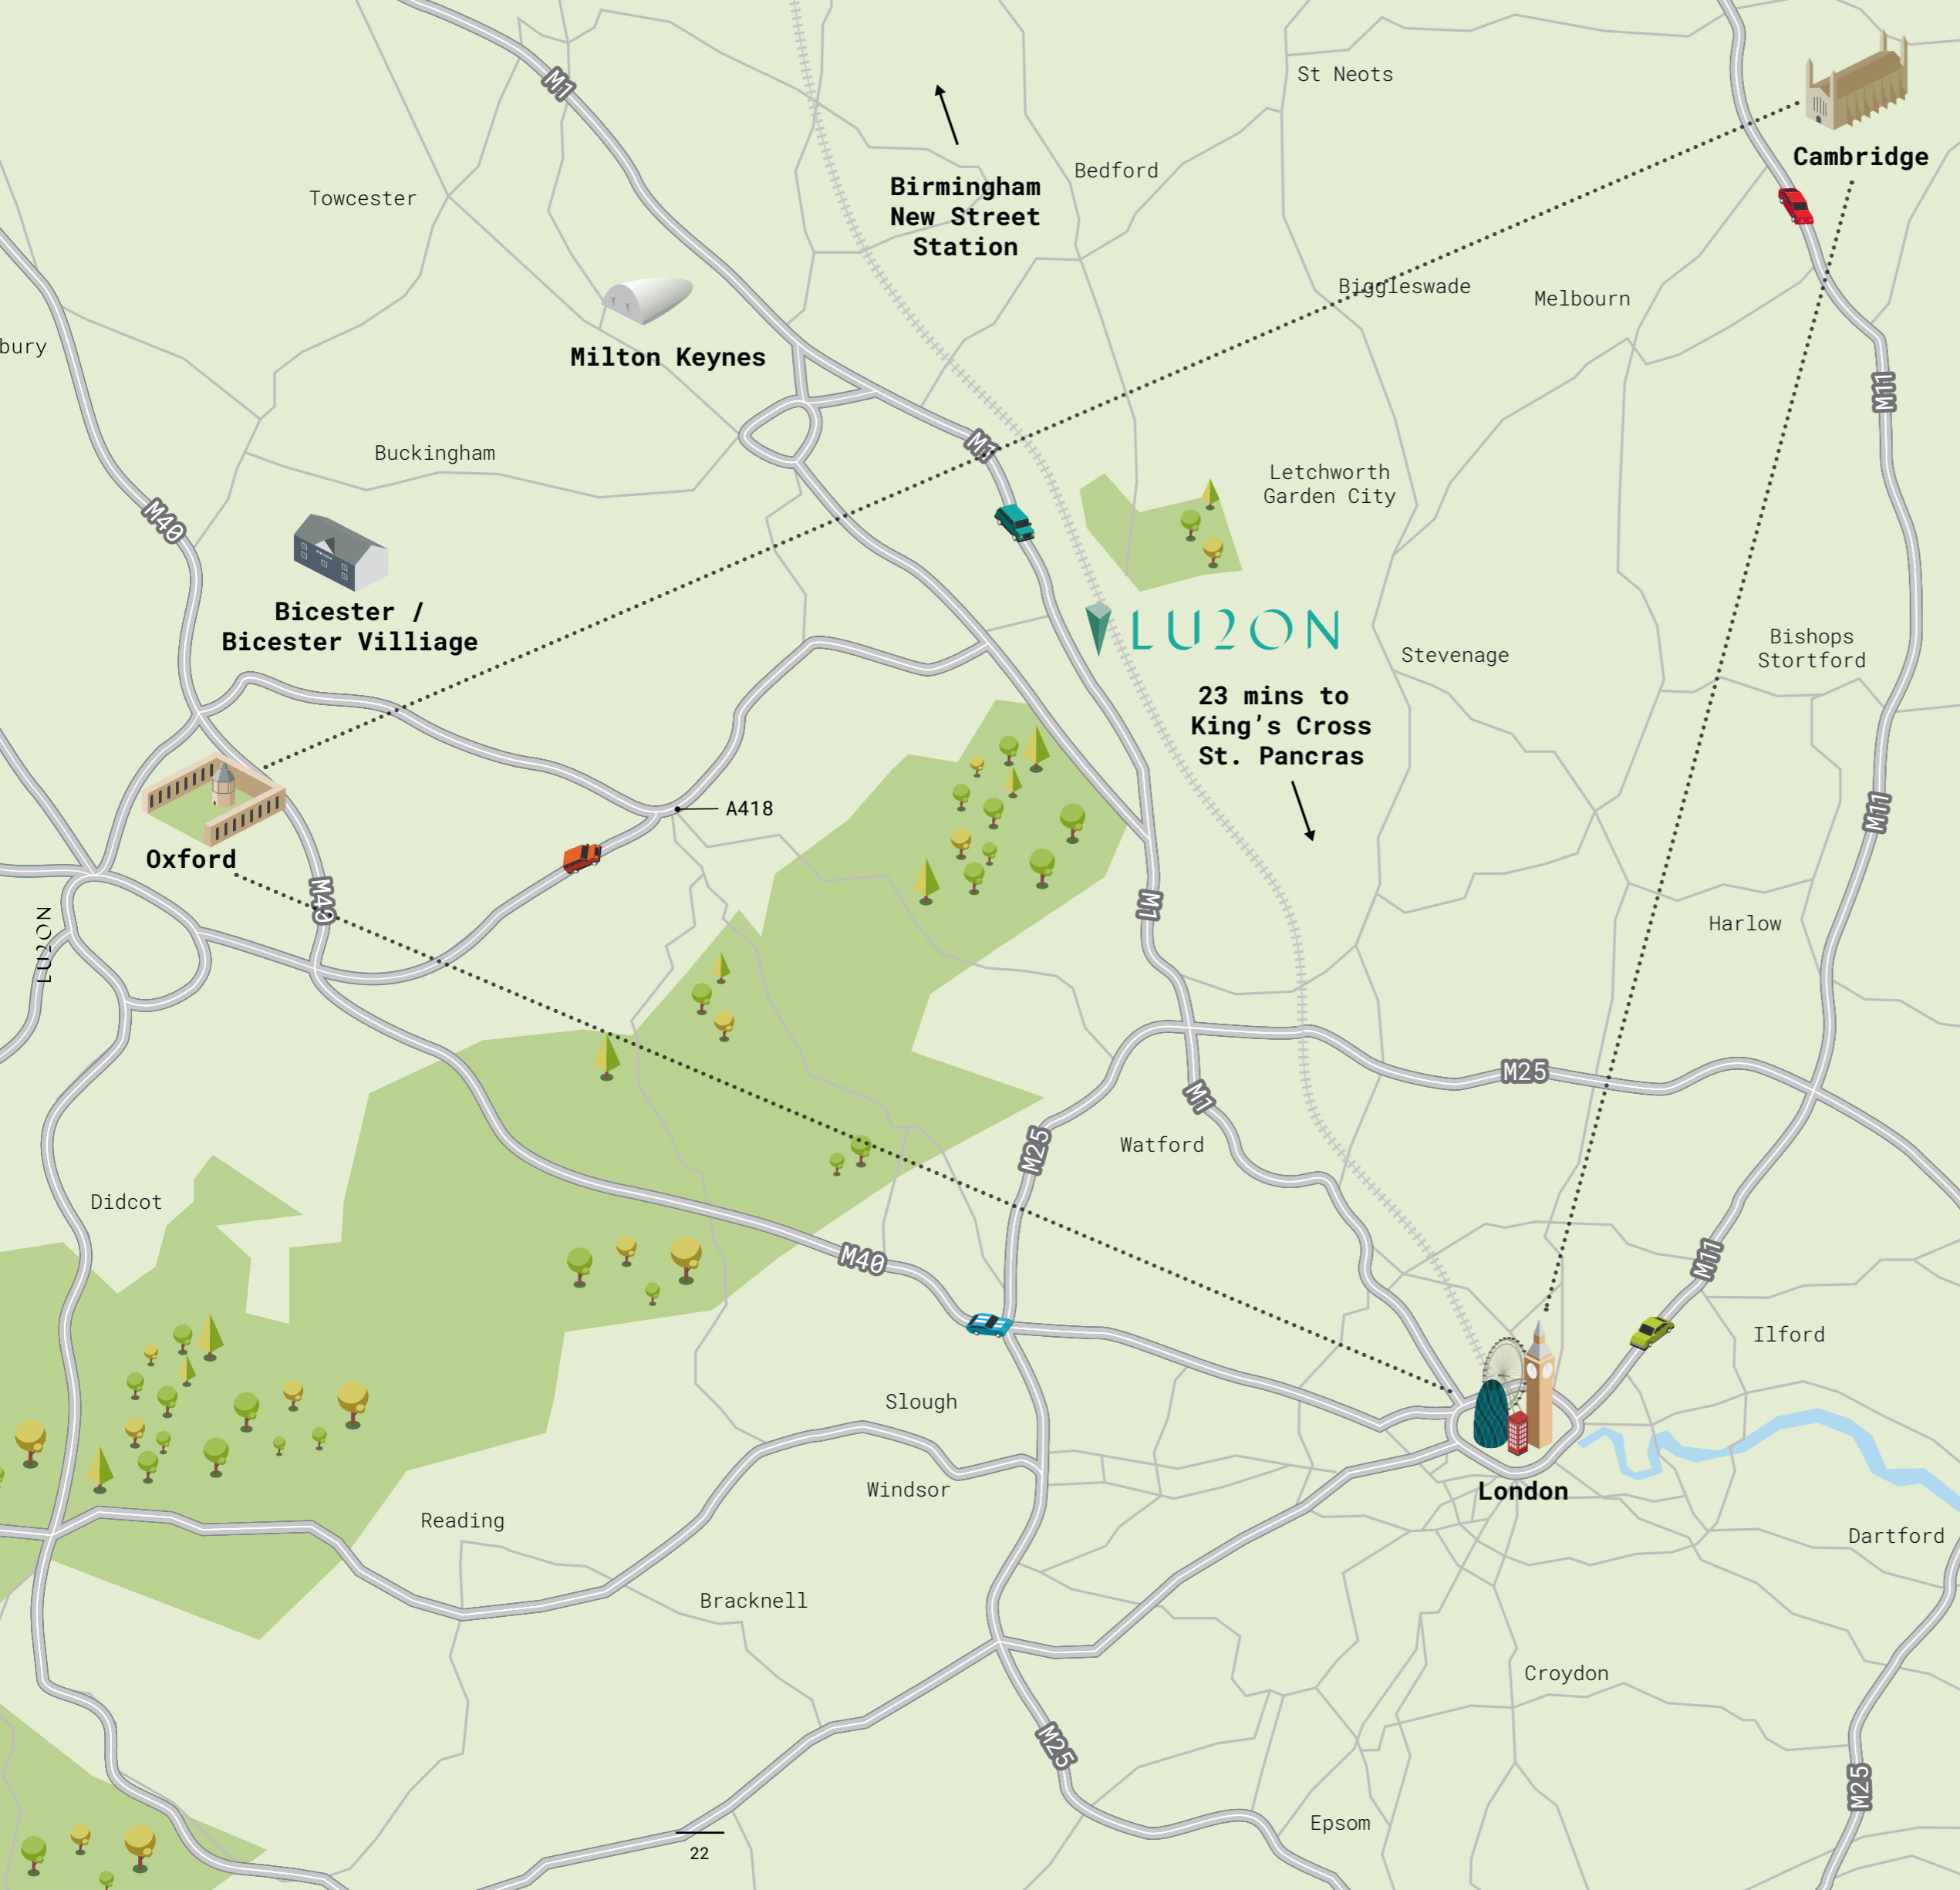 M1
St Neots
Cambridge
Bedford
Birmingham
New Street
Station
Towcester
Biggleswade
Melbourn
bury
Milton Keynes
M11
M1
Buckingham
Letchworth
Garden City
M40
Bicester /
Bicester Villiage
LU2ON
Bishops
Stortford
Stevenage
23 mins to
King’s Cross
St. Pancras
A418
M11
Oxford
M40
M1
LU2ON
Harlow
M25
M1
M25
Watford
Didcot
M40
M11
Ilford
Slough
Windsor
London
Reading
Dartford
Bracknell
Croydon
M25
M25
Epsom
22